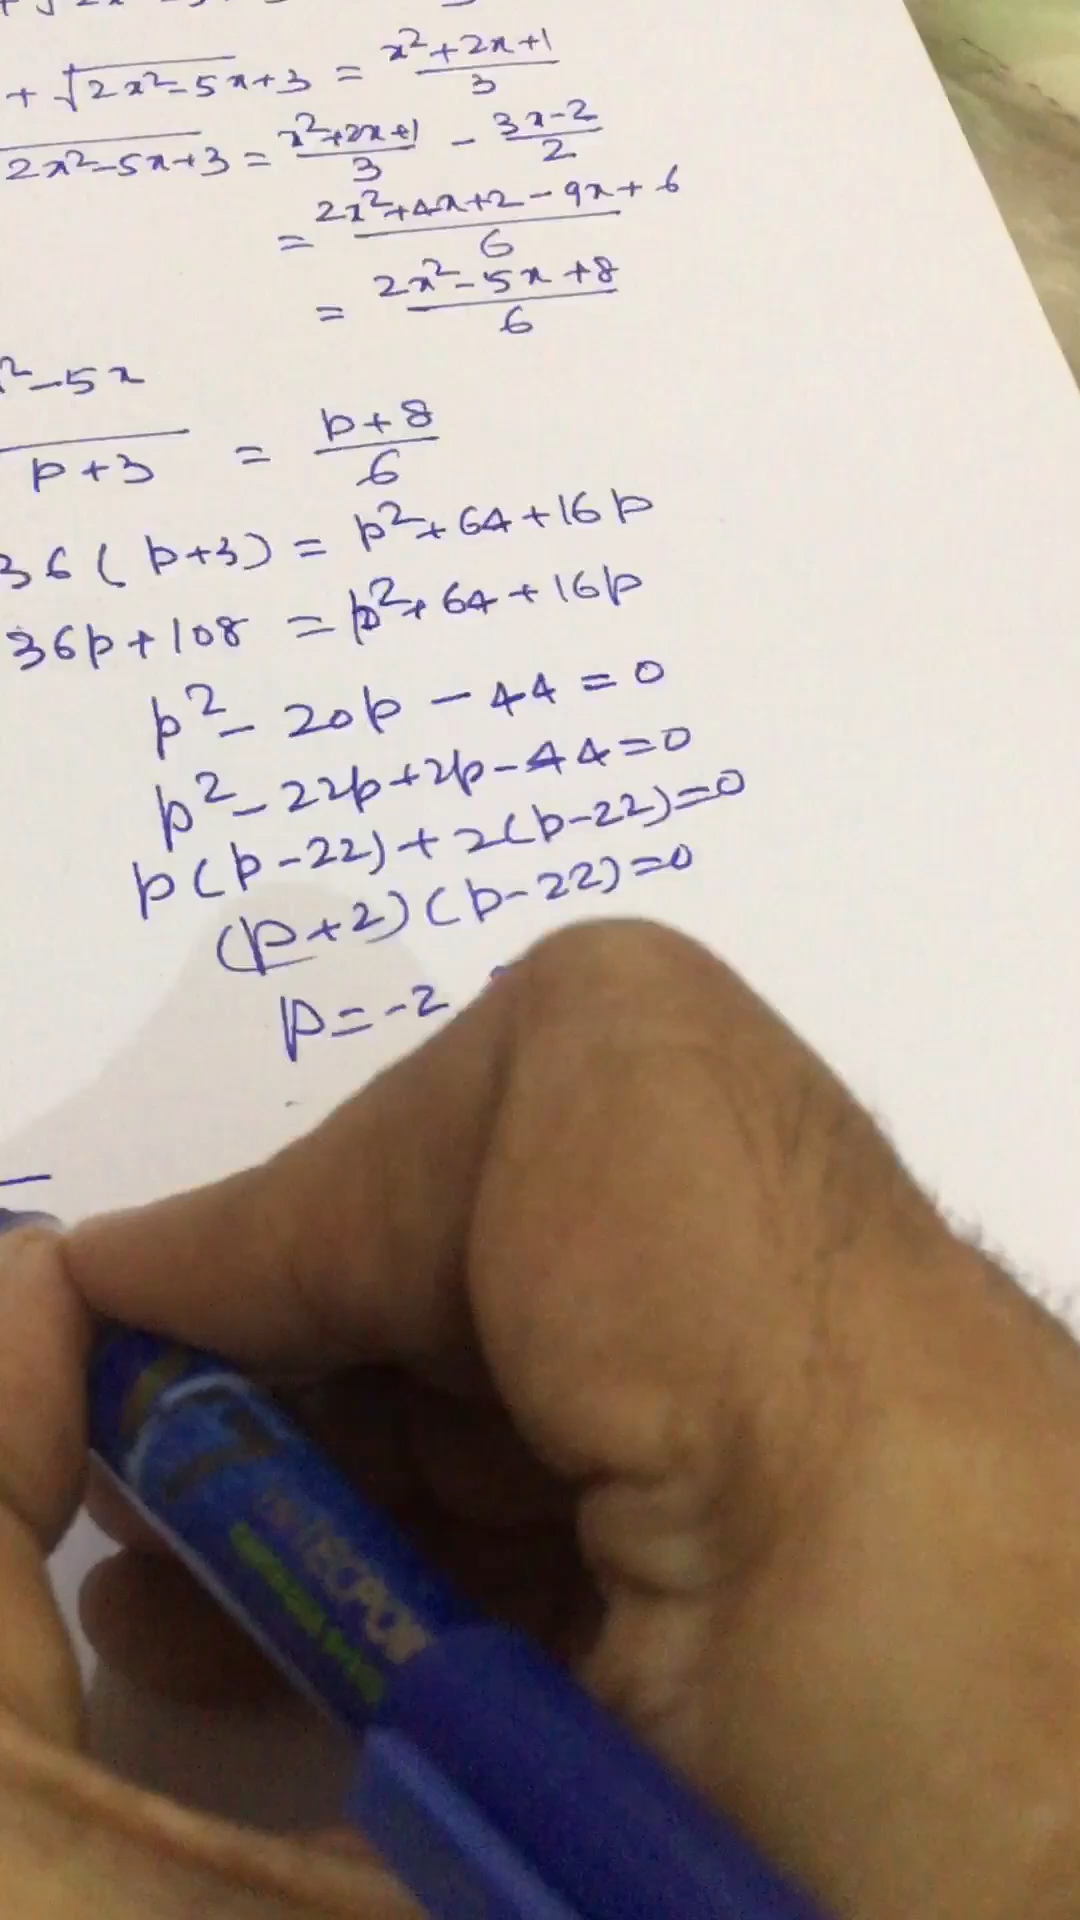 + √2x²-5x+3 = x²+2x+1/3
2x²-5x+3 = x²+2x+1/3 - 3x-2/2
= 2x²+4x+2-9x+6/6
= 2x²-5x+8/6
²-5x
p+3 = p+8/6
36(p+3) = p²+64+16p
36p+108 = p²+64+16p
p²-20p-44=0
p²-22p+2p-44=0
p(p-22)+2(p-22)=0
(p+2)(p-22)=0
p=-2